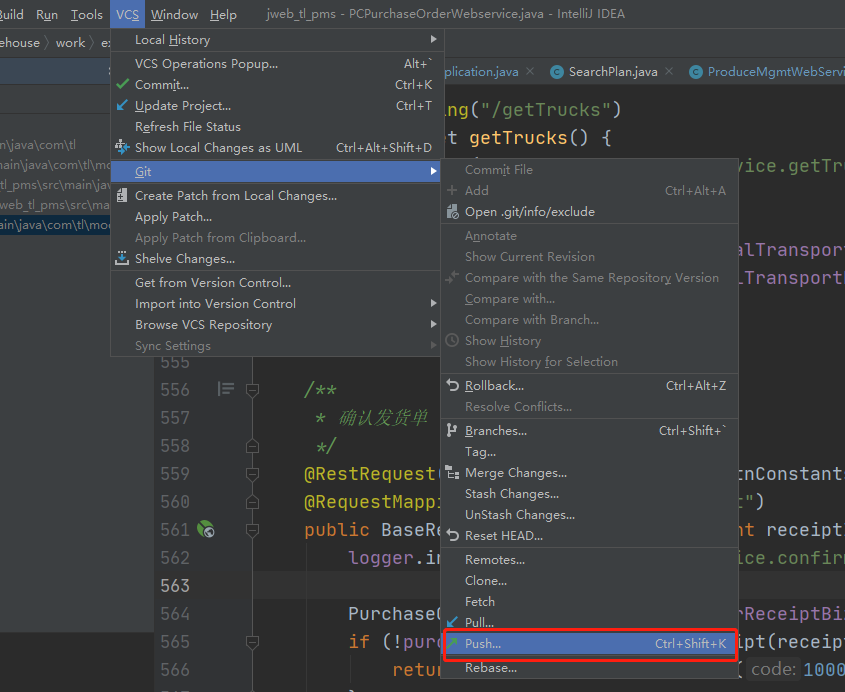 Build Run Tools VCS Window Help jweb_tl_pms - PCPurchaseOrderWebservice.java - IntelliJ IDEA
ehouse work
Local History
VCS Operations Popup... Alt+`
Commit... Ctrl+K
Update Project... Ctrl+T
Refresh File Status
Show Local Changes as UML Ctrl+Alt+Shift+D
Git
Create Patch from Local Changes...
Apply Patch...
Apply Patch from Clipboard...
Shelve Changes...
Get from Version Control...
Import into Version Control
Browse VCS Repository
Sync Settings
plication.java SearchPlan.java ProduceMgmtWebServi
ng("/getTrucks")
t getTrucks() {
n\java\com\tl
main\java\com\tl\mo
_tl_pms\src\main\jav
web_tl_pms\src\ma
ain\java\com\tl\mo
ice.getTr
alTransport
lTransport
Commit File
Add Ctrl+Alt+A
Open .git/info/exclude
Annotate
Show Current Revision
Compare with the Same Repository Version
Compare with...
Compare with Branch...
Show History
Show History for Selection
Rollback... Ctrl+Alt+Z
Resolve Conflicts...
Branches... Ctrl+Shift+`
Tag...
Merge Changes...
Stash Changes...
UnStash Changes...
Reset HEAD...
Remotes...
Clone...
Fetch
Pull...
Push... Ctrl+Shift+K
Rebase...
555
556 /**
557 * 确认发货单
558 */
559 @RestRequest tnConstant
560 @RequestMappi t")
561 public BaseRe nt receipt
562 logger.in ice.confir
563
564 PurchaseO rReceiptBi
565 if (!purc ipt(receip
566 retur ( code: 1000